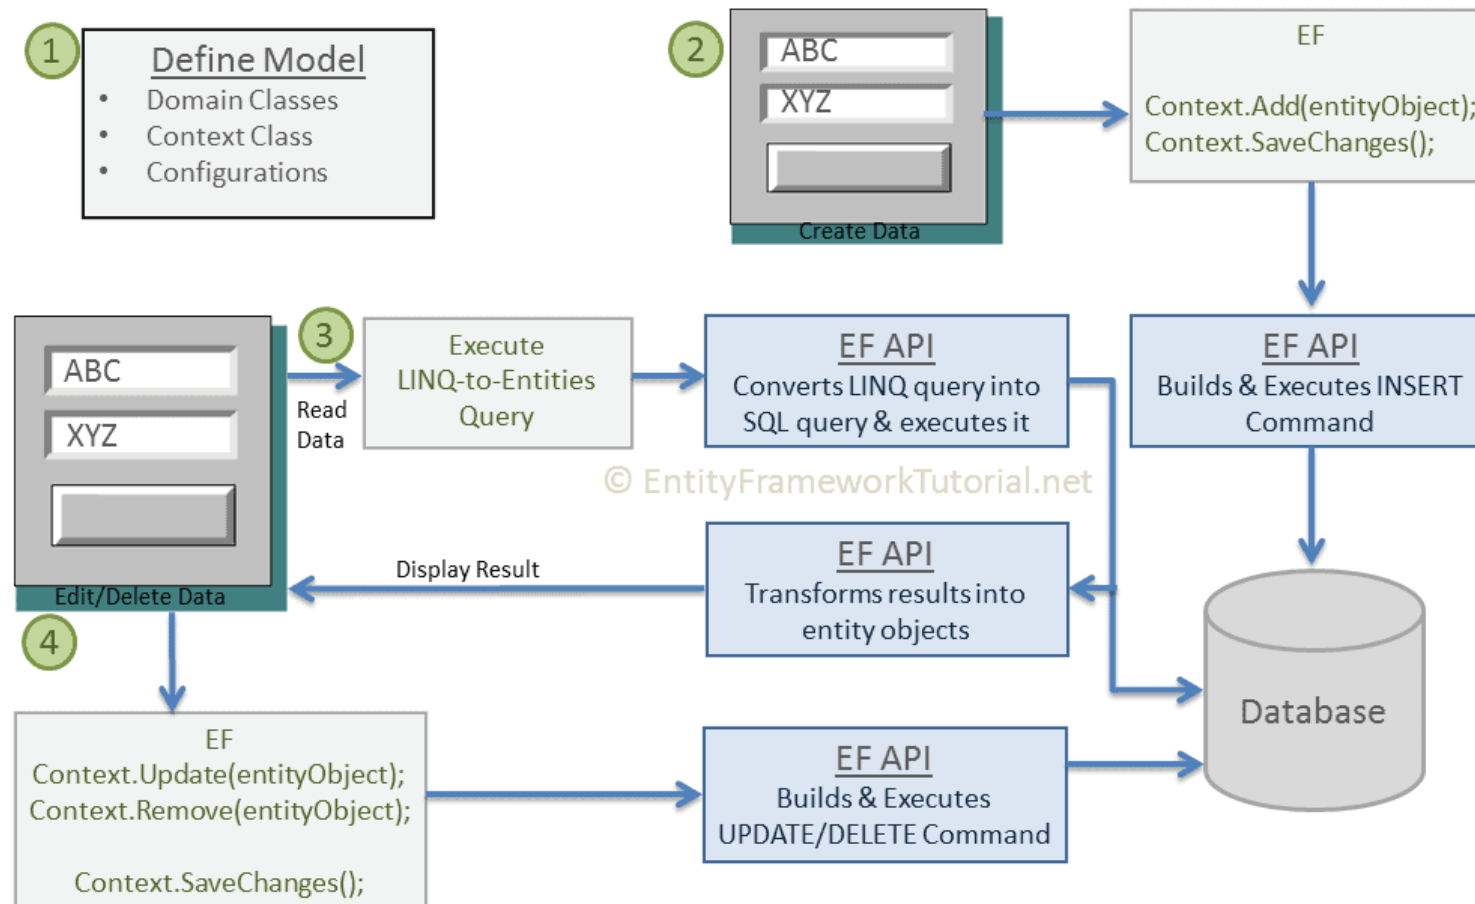 1
Define Model
• Domain Classes
• Context Class
• Configurations
2
ABC
XYZ
Create Data
EF
Context.Add(entityObject);
Context.SaveChanges();
ABC
XYZ
Edit/Delete Data
3
Read
Data
Execute
LINQ-to-Entities
Query
EF API
Converts LINQ query into
SQL query & executes it
EF API
Builds & Executes INSERT
Command
© EntityFrameworkTutorial.net
Display Result
EF API
Transforms results into
entity objects
Database
4
EF
Context.Update(entityObject);
Context.Remove(entityObject);
Context.SaveChanges();
EF API
Builds & Executes
UPDATE/DELETE Command